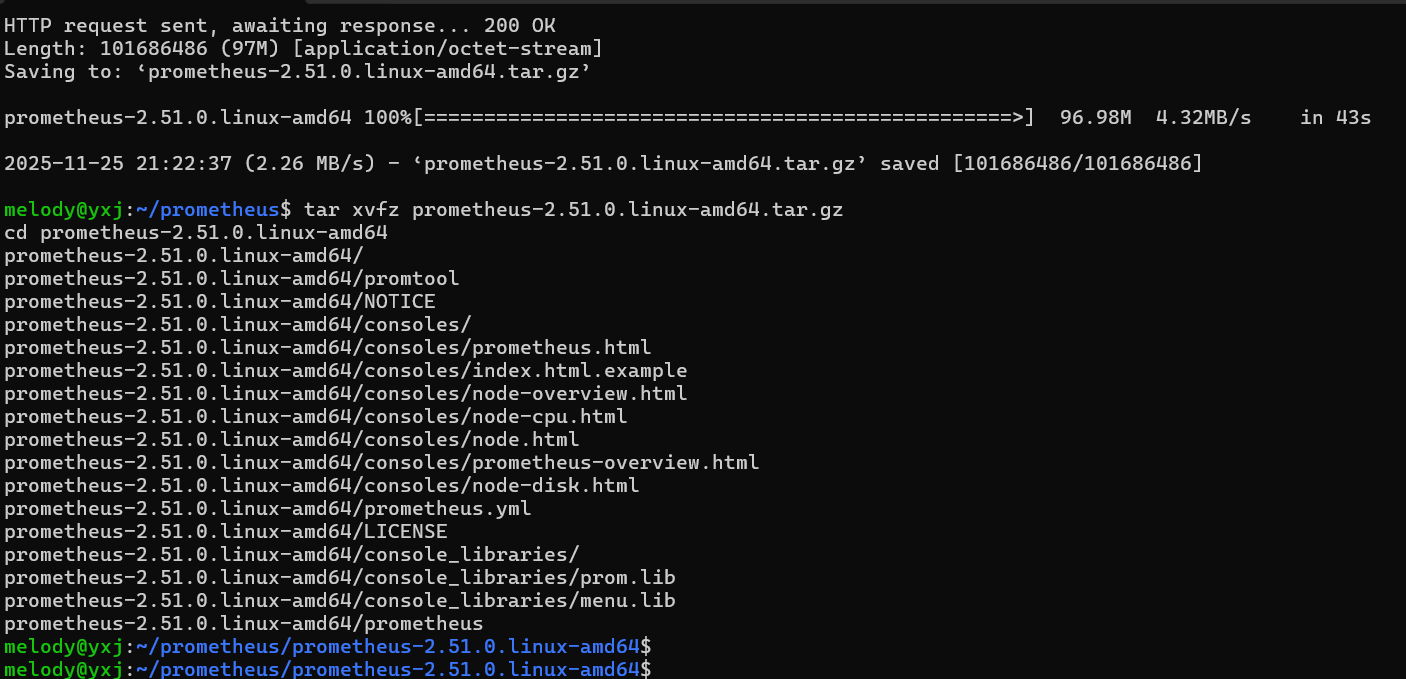 HTTP request sent, awaiting response... 200 OK
Length: 101686486 (97M) [application/octet-stream]
Saving to: ‘prometheus-2.51.0.linux-amd64.tar.gz’
prometheus-2.51.0.linux-amd64 100%[=================================================>]  96.98M  4.32MB/s    in 43s
2025-11-25 21:22:37 (2.26 MB/s) - ‘prometheus-2.51.0.linux-amd64.tar.gz’ saved [101686486/101686486]
melody@yxj:~/prometheus$ tar xvfz prometheus-2.51.0.linux-amd64.tar.gz
cd prometheus-2.51.0.linux-amd64
prometheus-2.51.0.linux-amd64/
prometheus-2.51.0.linux-amd64/promtool
prometheus-2.51.0.linux-amd64/NOTICE
prometheus-2.51.0.linux-amd64/consoles/
prometheus-2.51.0.linux-amd64/consoles/prometheus.html
prometheus-2.51.0.linux-amd64/consoles/index.html.example
prometheus-2.51.0.linux-amd64/consoles/node-overview.html
prometheus-2.51.0.linux-amd64/consoles/node-cpu.html
prometheus-2.51.0.linux-amd64/consoles/node.html
prometheus-2.51.0.linux-amd64/consoles/prometheus-overview.html
prometheus-2.51.0.linux-amd64/consoles/node-disk.html
prometheus-2.51.0.linux-amd64/prometheus.yml
prometheus-2.51.0.linux-amd64/LICENSE
prometheus-2.51.0.linux-amd64/console_libraries/
prometheus-2.51.0.linux-amd64/console_libraries/prom.lib
prometheus-2.51.0.linux-amd64/console_libraries/menu.lib
prometheus-2.51.0.linux-amd64/prometheus
melody@yxj:~/prometheus/prometheus-2.51.0.linux-amd64$
melody@yxj:~/prometheus/prometheus-2.51.0.linux-amd64$